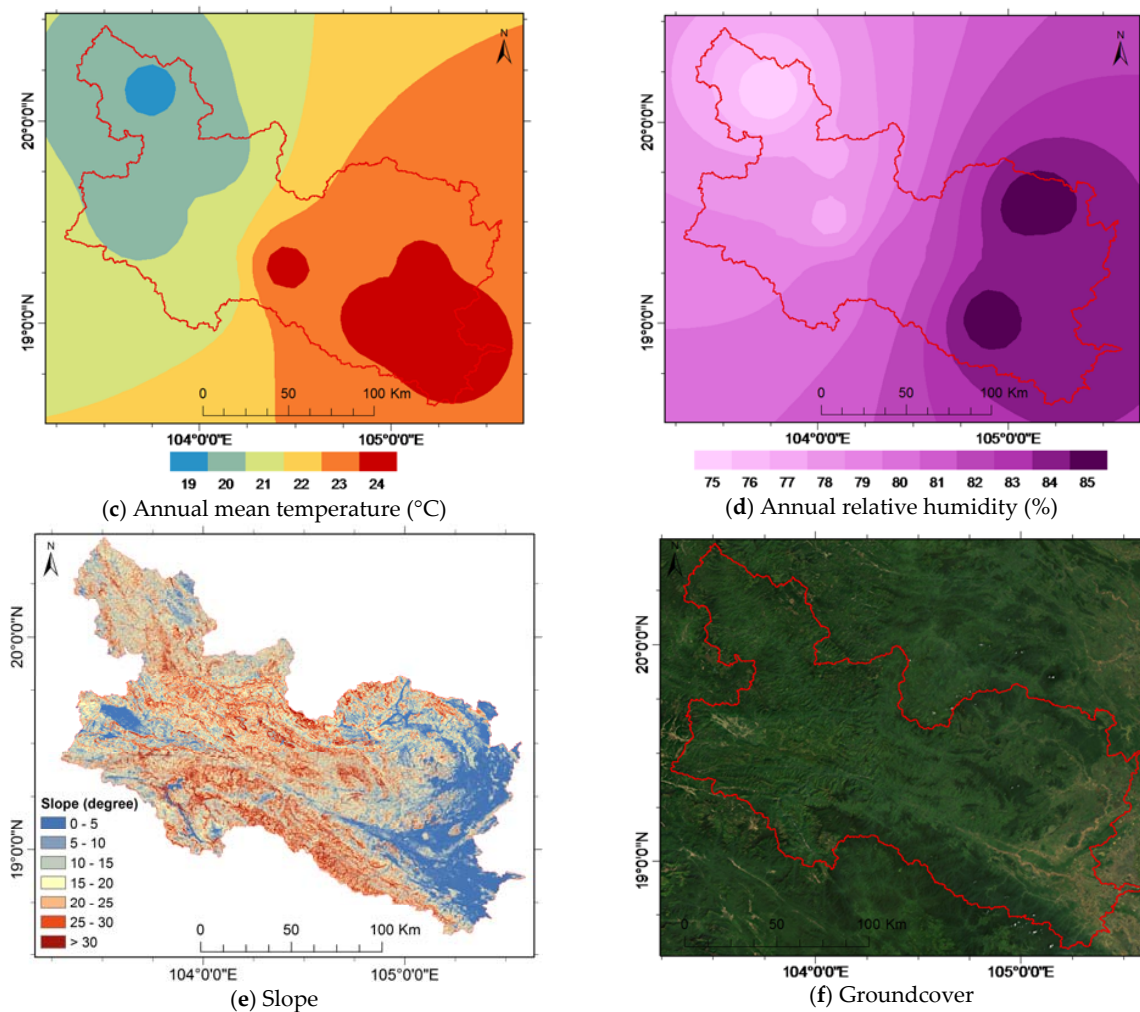 N
N
20°0'0"N
20°0'0"N
19°0'0"N
19°0'0"N
0 50 100 Km
0 50 100 Km
104°0'0"E 105°0'0"E
104°0'0"E 105°0'0"E
19 20 21 22 23 24
75 76 77 78 79 80 81 82 83 84 85
(c) Annual mean temperature (°C)
(d) Annual relative humidity (%)
N
N
20°0'0"N
20°0'0"N
19°0'0"N
19°0'0"N
Slope (degree)
0 - 5
5 - 10
10 - 15
15 - 20
20 - 25
25 - 30
> 30
0 50 100 Km
0 50 100 Km
104°0'0"E 105°0'0"E
104°0'0"E 105°0'0"E
(e) Slope
(f) Groundcover